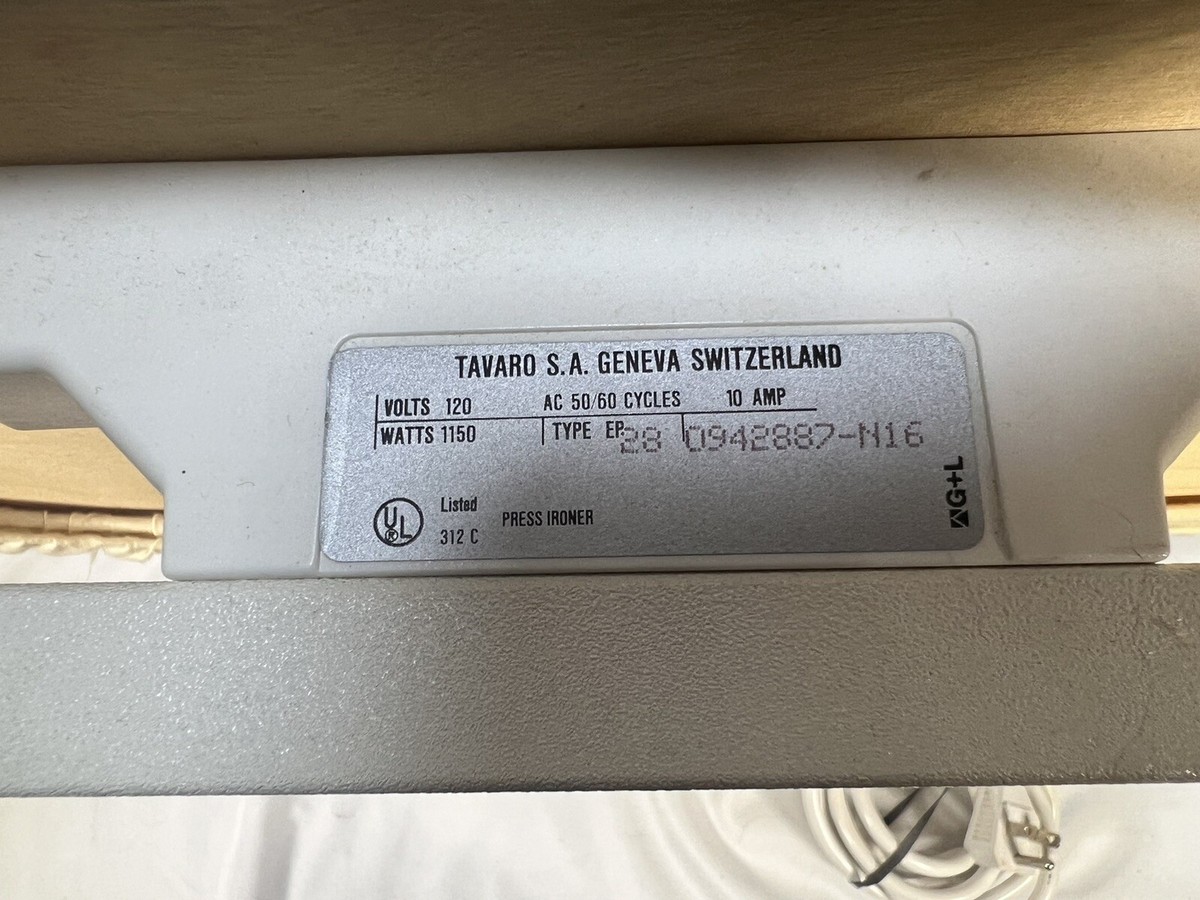 TAVARO S.A. GENEVA SWITZERLAND
VOLTS 120 AC 50/60 CYCLES 10 AMP
WATTS 1150 TYPE EP. 28 0942887-N16
UL® Listed
312 C
PRESS IRONER
G+L